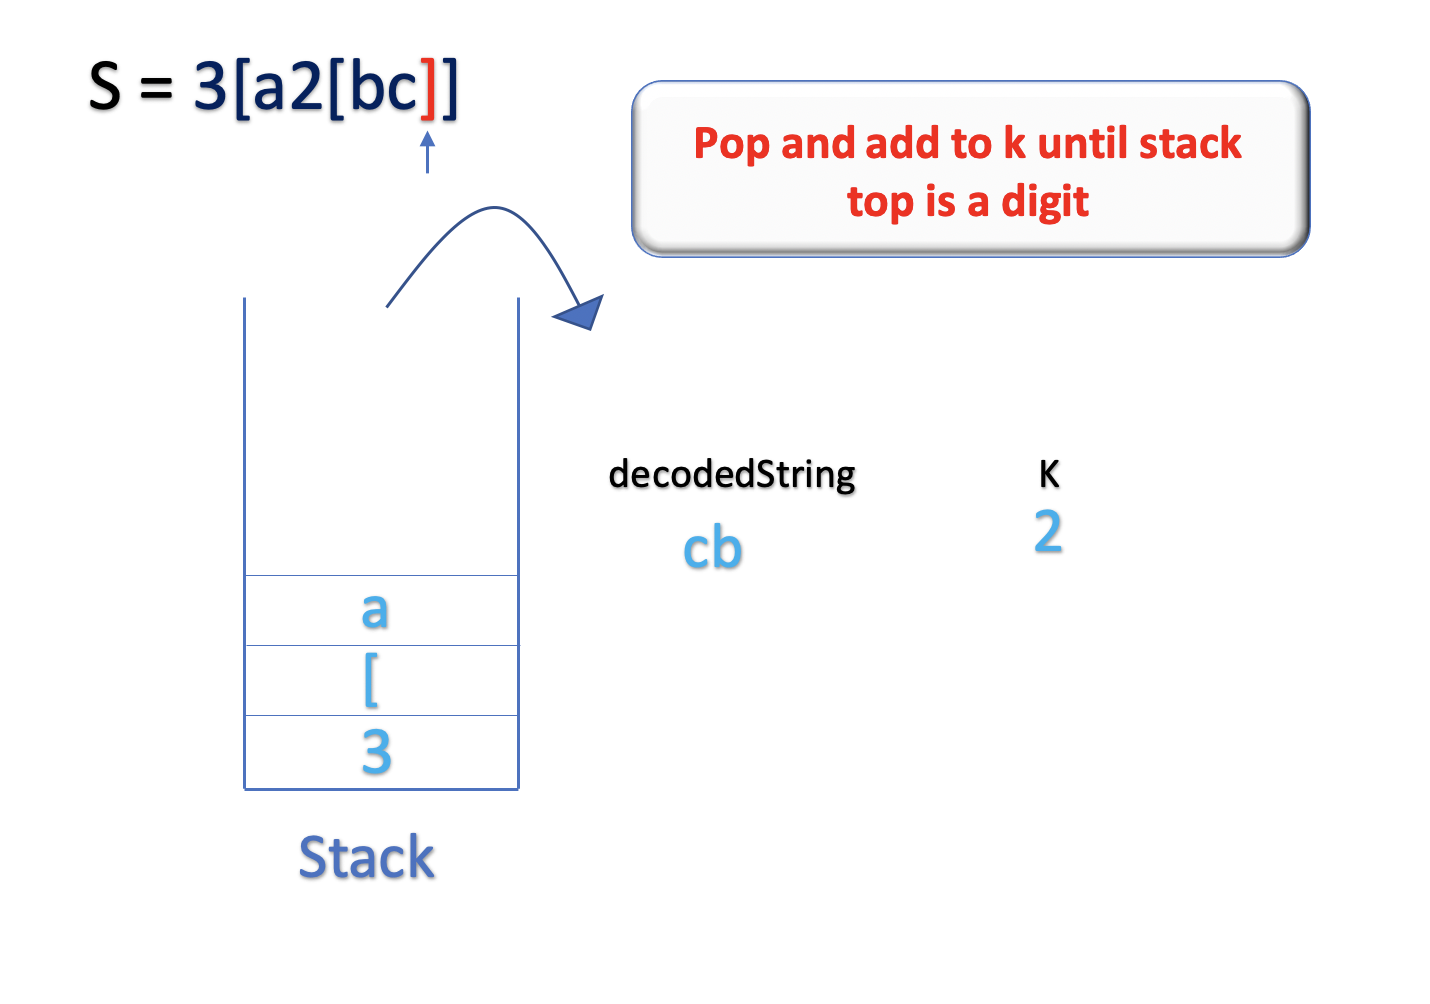 S = 3[a2[bc]]
Pop and add to k until stack
top is a digit
decodedString K
cb 2
a
[
3
Stack